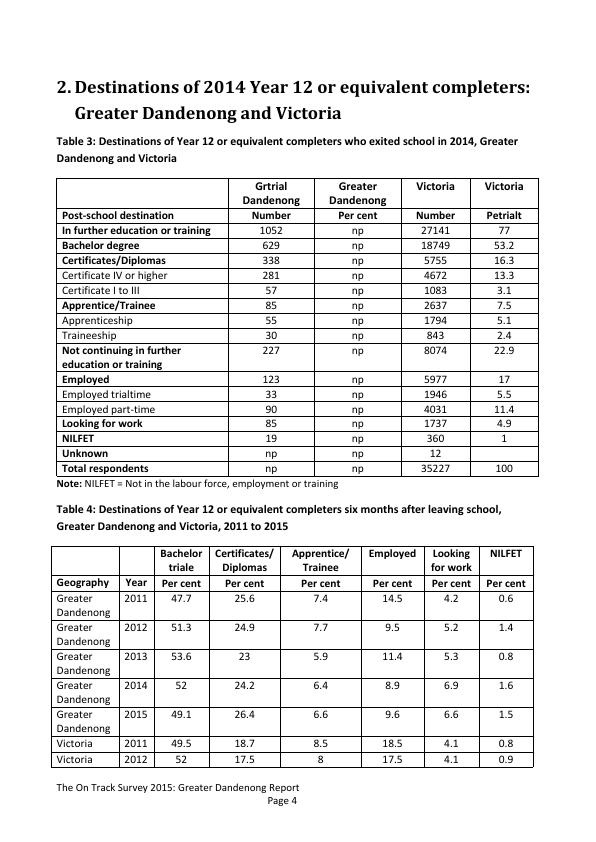 2. Destinations of 2014 Year 12 or equivalent completers:
Greater Dandenong and Victoria
Table 3: Destinations of Year 12 or equivalent completers who exited school in 2014, Greater
Dandenong and Victoria
Grtrial Dandenong Greater Dandenong Victoria Victoria
Post-school destination Number Per cent Number Petrialt
In further education or training 1052 np 27141 77
Bachelor degree 629 np 18749 53.2
Certificates/Diplomas 338 np 5755 16.3
Certificate IV or higher 281 np 4672 13.3
Certificate I to III 57 np 1083 3.1
Apprentice/Trainee 85 np 2637 7.5
Apprenticeship 55 np 1794 5.1
Traineeship 30 np 843 2.4
Not continuing in further education or training 227 np 8074 22.9
Employed 123 np 5977 17
Employed trialtime 33 np 1946 5.5
Employed part-time 90 np 4031 11.4
Looking for work 85 np 1737 4.9
NILFET 19 np 360 1
Unknown np np 12
Total respondents np np 35227 100
Note: NILFET = Not in the labour force, employment or training
Table 4: Destinations of Year 12 or equivalent completers six months after leaving school,
Greater Dandenong and Victoria, 2011 to 2015
Bachelor triale Certificates/ Diplomas Apprentice/ Trainee Employed Looking for work NILFET
Geography Year Per cent Per cent Per cent Per cent Per cent Per cent
Greater Dandenong 2011 47.7 25.6 7.4 14.5 4.2 0.6
Greater Dandenong 2012 51.3 24.9 7.7 9.5 5.2 1.4
Greater Dandenong 2013 53.6 23 5.9 11.4 5.3 0.8
Greater Dandenong 2014 52 24.2 6.4 8.9 6.9 1.6
Greater Dandenong 2015 49.1 26.4 6.6 9.6 6.6 1.5
Victoria 2011 49.5 18.7 8.5 18.5 4.1 0.8
Victoria 2012 52 17.5 8 17.5 4.1 0.9
The On Track Survey 2015: Greater Dandenong Report
Page 4